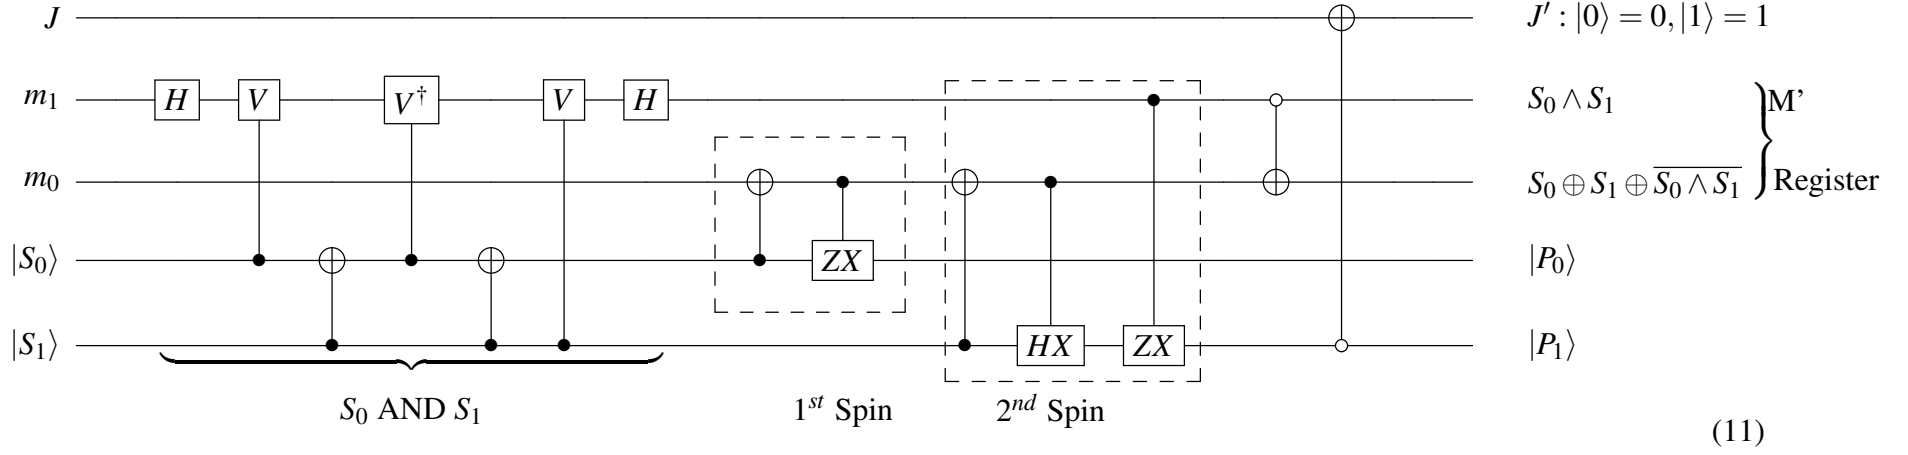 J J′ : |0⟩ = 0, |1⟩ = 1
m₁ H V V† V H S₀ ∧ S₁ M’
m₀ S₀ ⊕ S₁ ⊕ \overline{S₀ ∧ S₁} Register
|S₀⟩ ZX |P₀⟩
|S₁⟩ HX ZX |P₁⟩
S₀ AND S₁ 1ˢᵗ Spin 2ⁿᵈ Spin
(11)